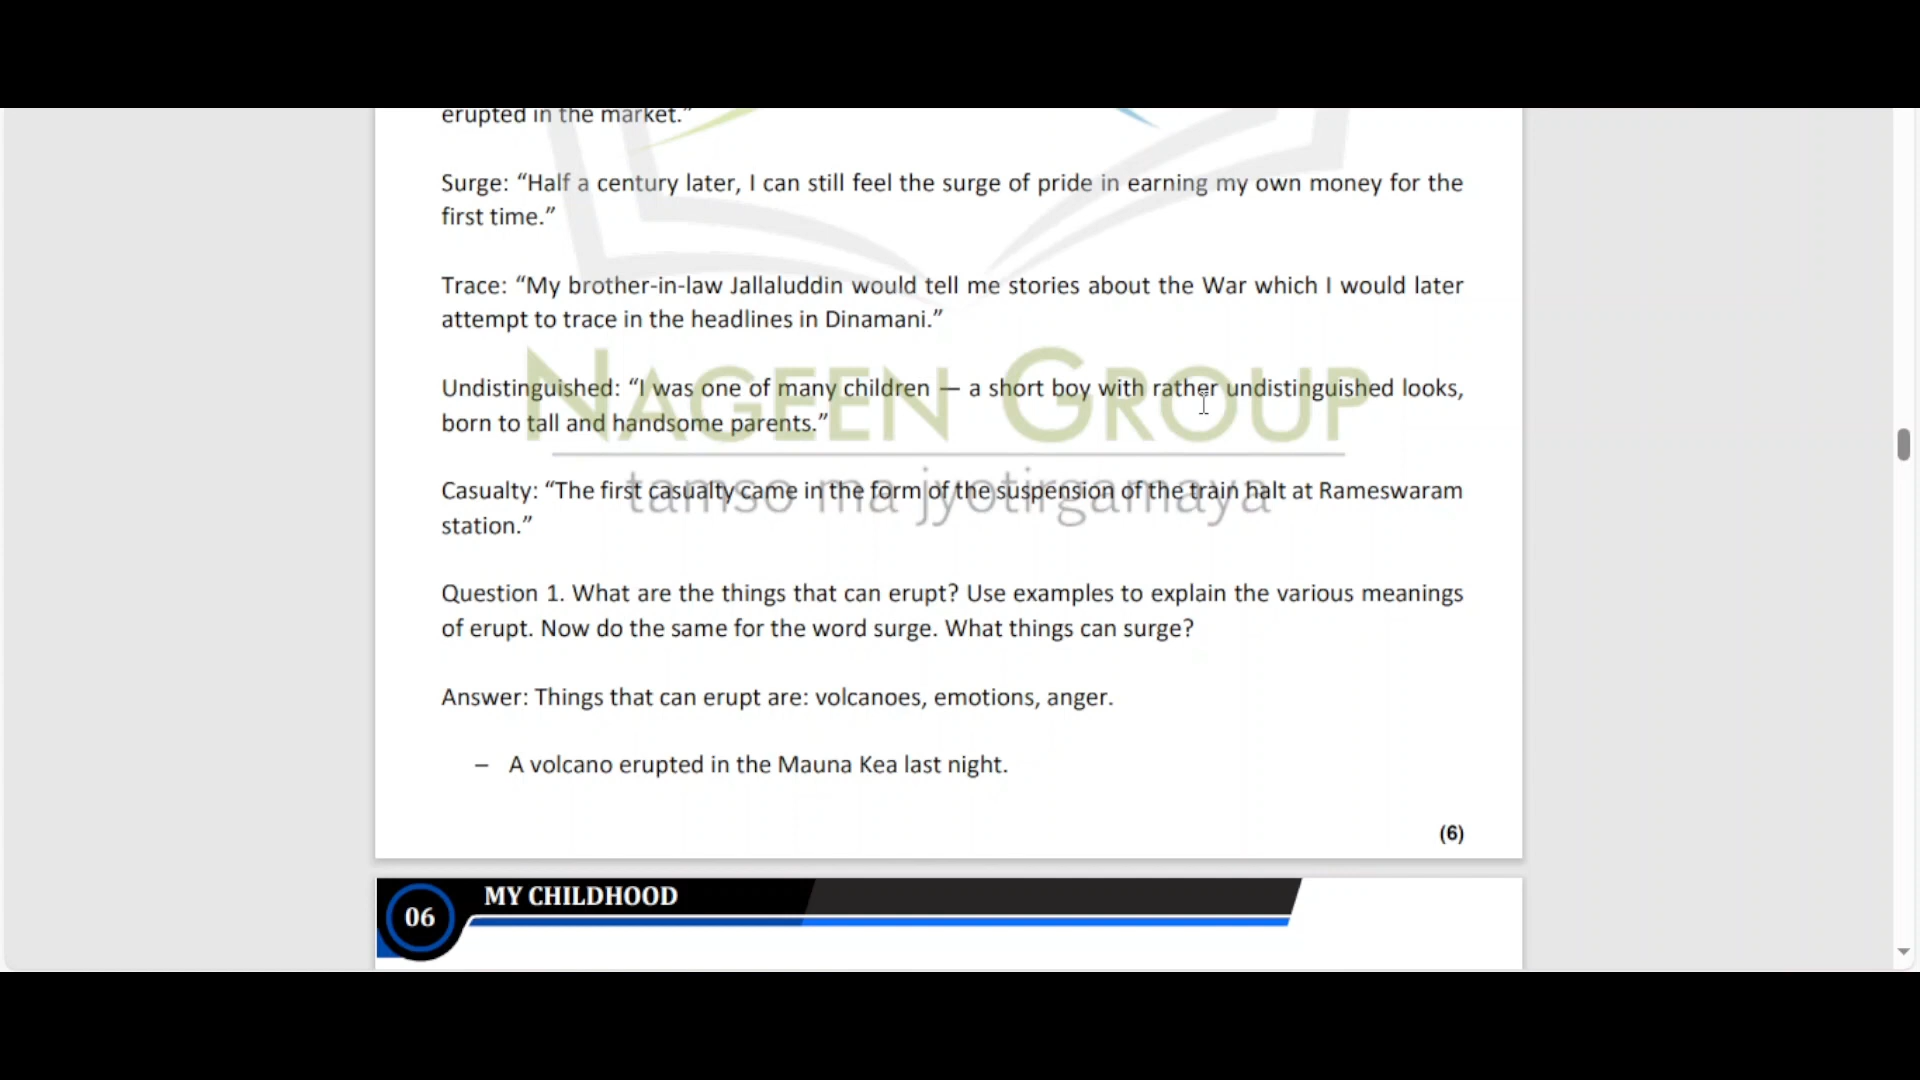 erupted in the market.”
Surge: “Half a century later, I can still feel the surge of pride in earning my own money for the
first time.”
Trace: “My brother-in-law Jallaluddin would tell me stories about the War which I would later
attempt to trace in the headlines in Dinamani.”
NAGEEN GROUP
Undistinguished: “I was one of many children — a short boy with rather undistinguished looks,
born to tall and handsome parents.”
tamso ma jyotirgamaya
Casualty: “The first casualty came in the form of the suspension of the train halt at Rameswaram
station.”
Question 1. What are the things that can erupt? Use examples to explain the various meanings
of erupt. Now do the same for the word surge. What things can surge?
Answer: Things that can erupt are: volcanoes, emotions, anger.
– A volcano erupted in the Mauna Kea last night.
(6)
06
MY CHILDHOOD